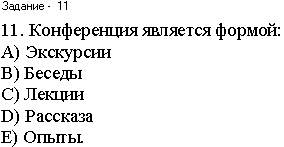 Задание - 11
11. Конференция является формой:
A) Экскурсии
B) Беседы
C) Лекции
D) Рассказа
E) Опыты.